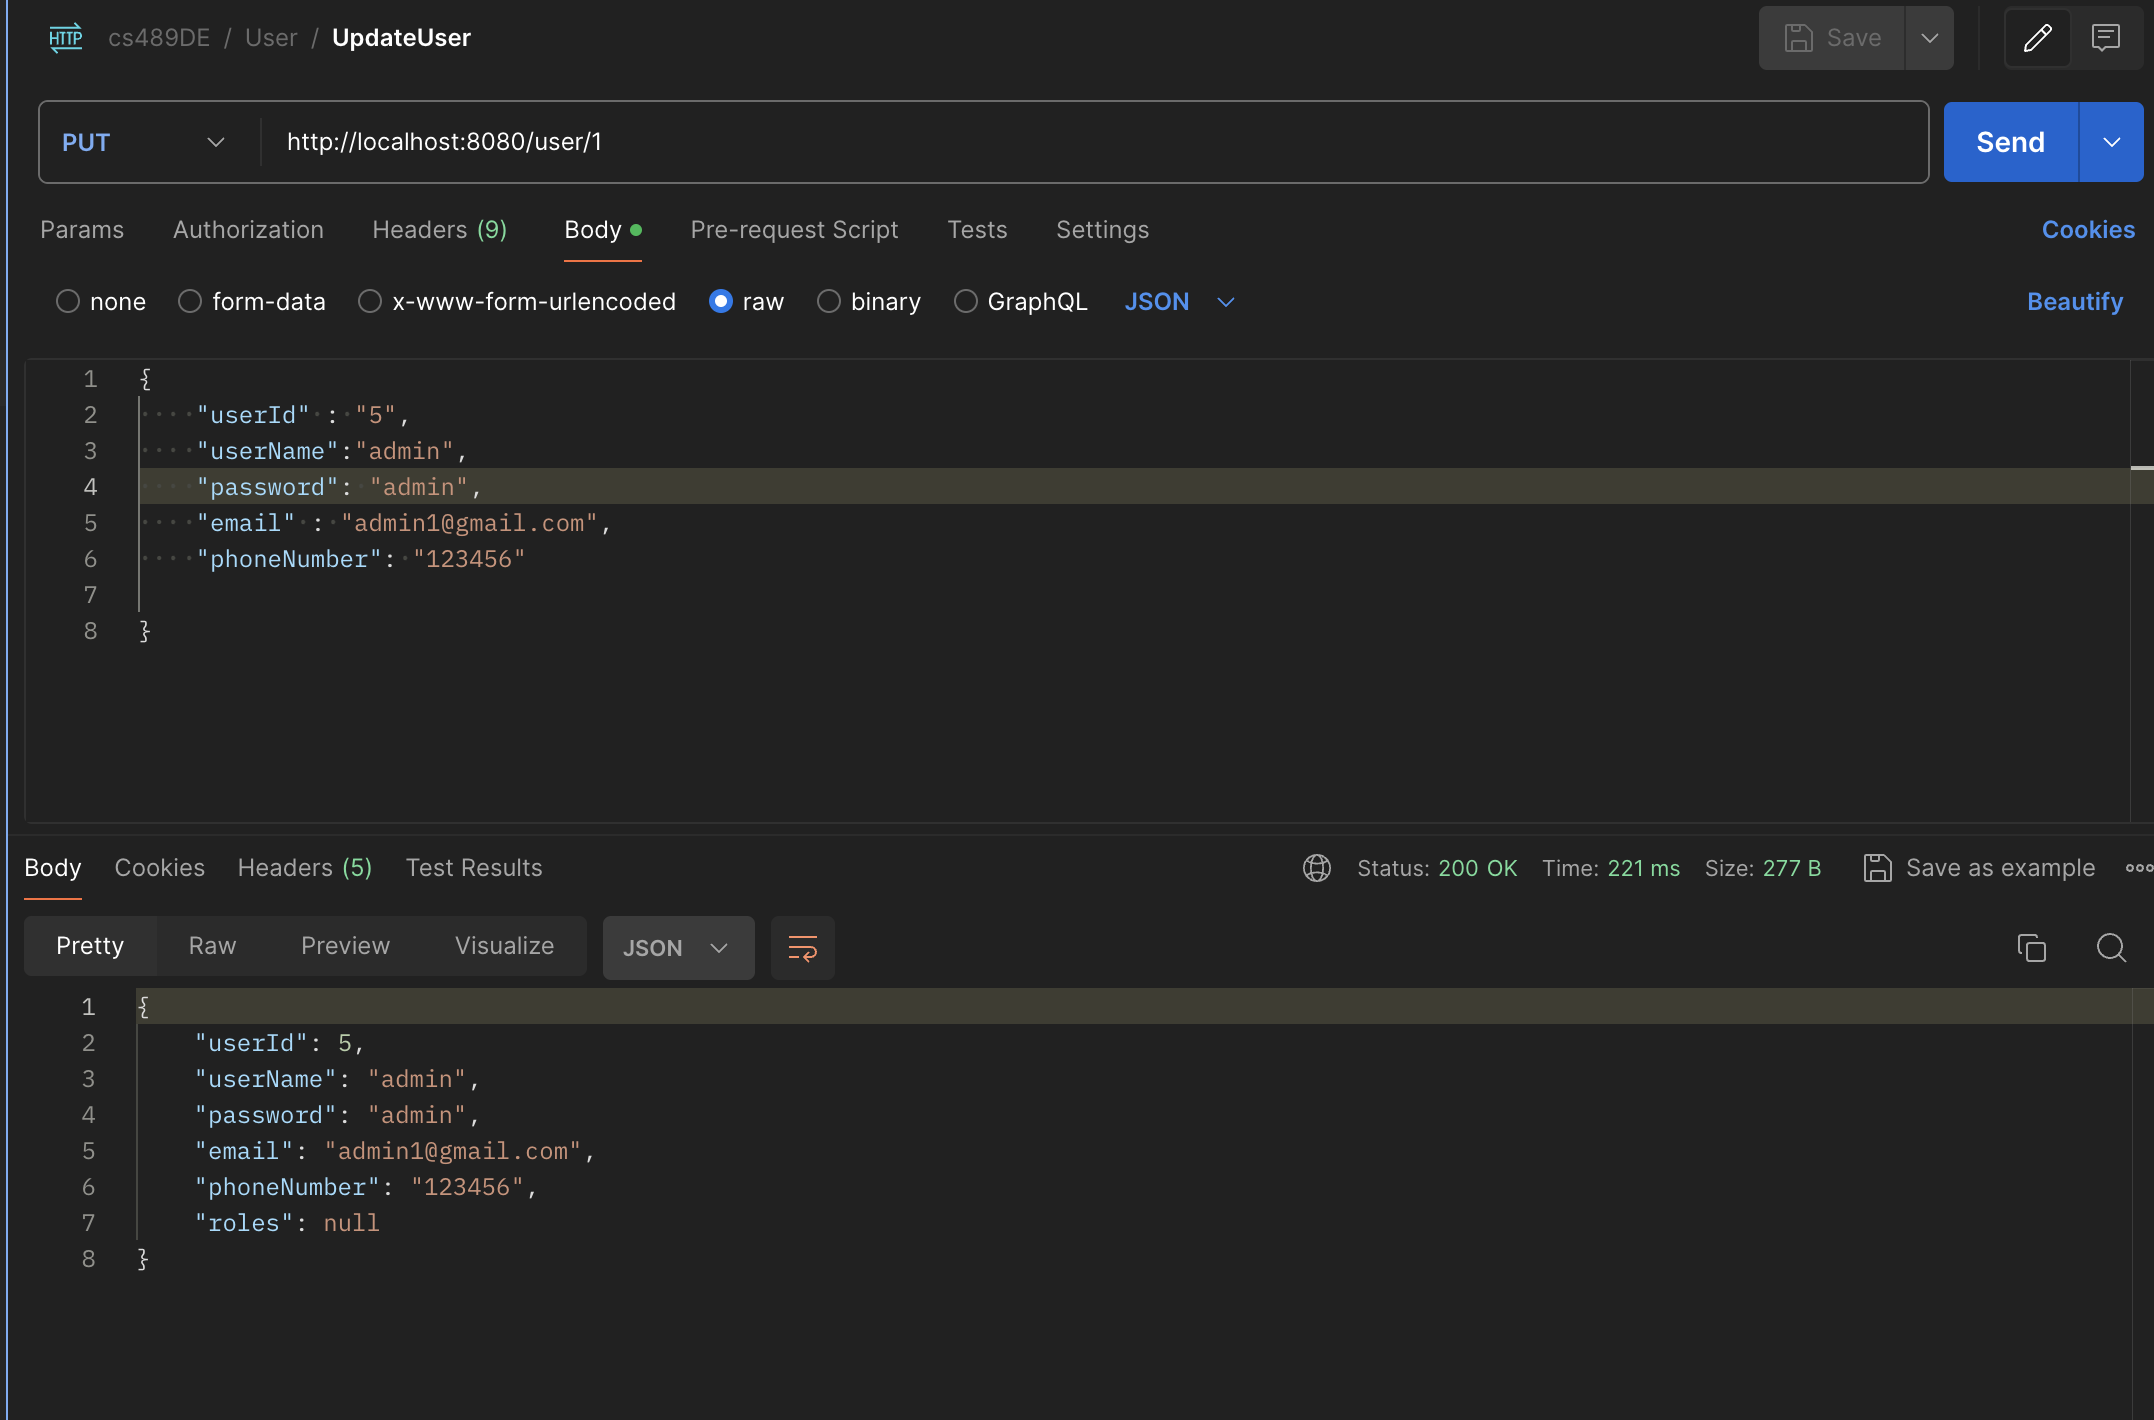 HTTP cs489DE / User / UpdateUser Save
PUT http://localhost:8080/user/1 Send
Params Authorization Headers (9) Body Pre-request Script Tests Settings Cookies
none form-data x-www-form-urlencoded raw binary GraphQL JSON Beautify
1 {
2 "userId" : "5",
3 "userName":"admin",
4 "password": "admin",
5 "email" : "admin1@gmail.com",
6 "phoneNumber": "123456"
7
8 }
Body Cookies Headers (5) Test Results Status: 200 OK Time: 221 ms Size: 277 B Save as example
Pretty Raw Preview Visualize JSON
1 {
2 "userId": 5,
3 "userName": "admin",
4 "password": "admin",
5 "email": "admin1@gmail.com",
6 "phoneNumber": "123456",
7 "roles": null
8 }